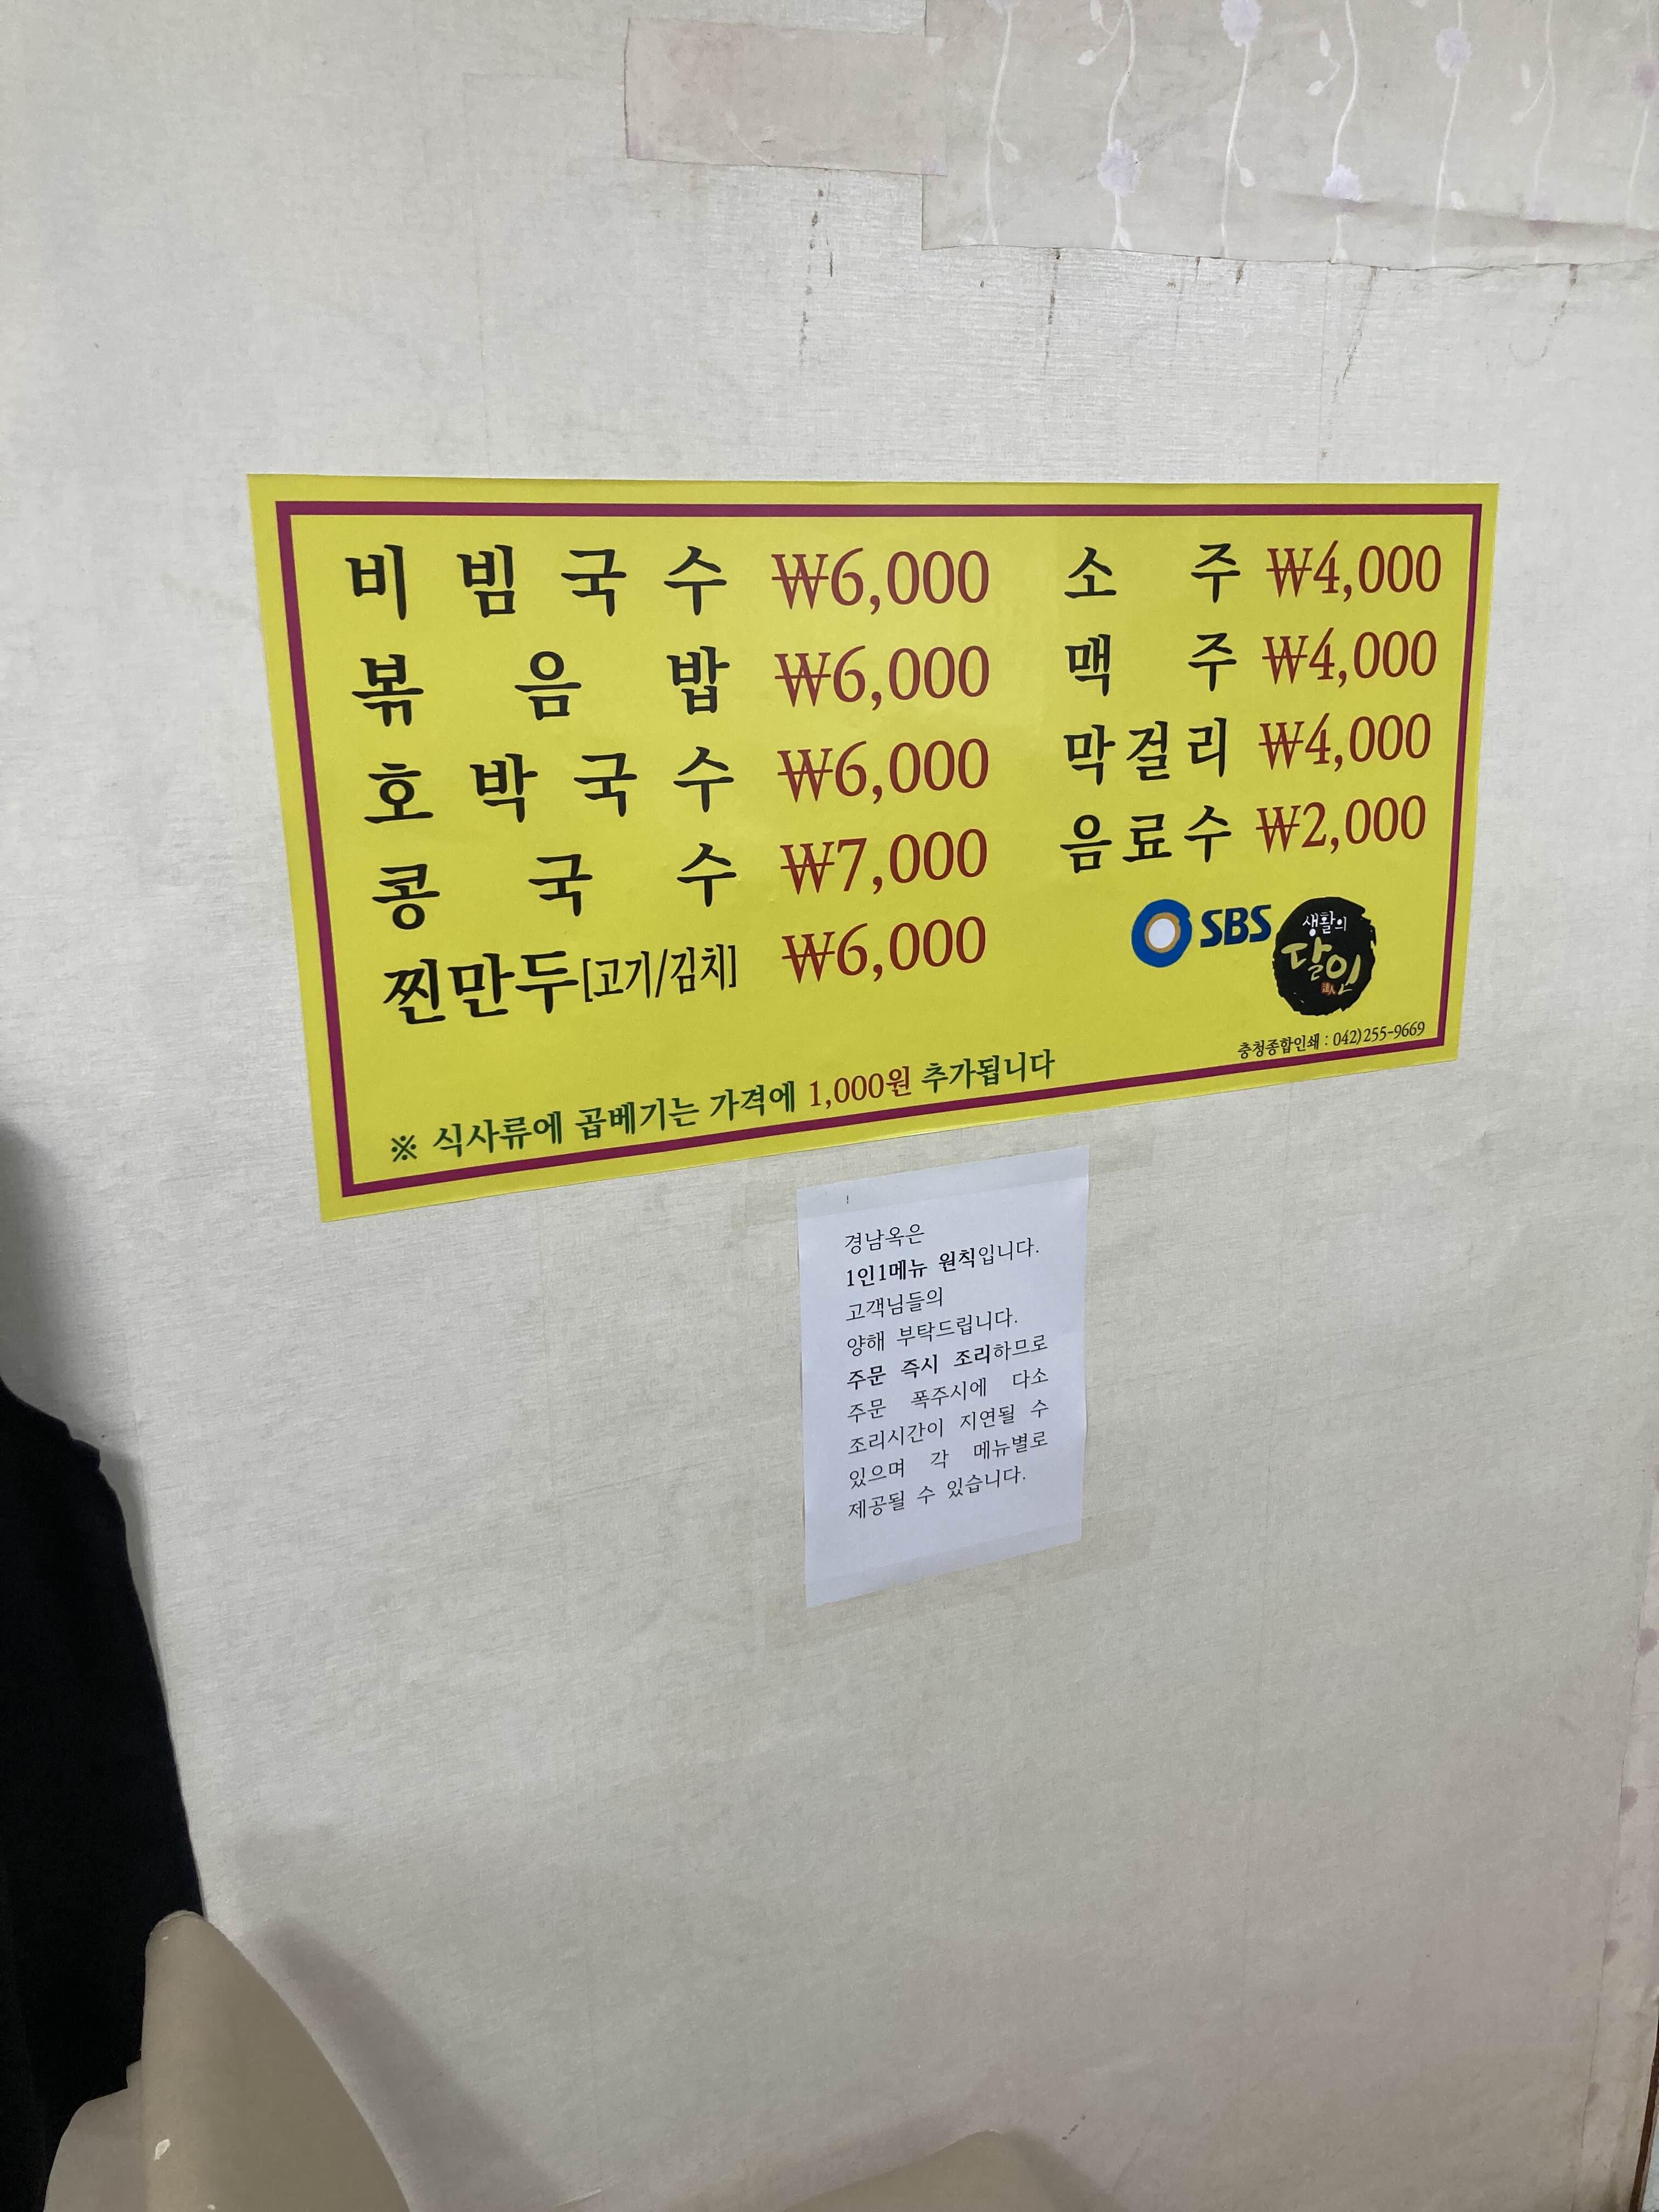 비빔국수 ₩6,000
볶음밥 ₩6,000
호박국수 ₩6,000
콩국수 ₩7,000
찐만두[고기/김치] ₩6,000
소주 ₩4,000
맥주 ₩4,000
막걸리 ₩4,000
음료수 ₩2,000
SBS 생활의
달인
達人
충청종합인쇄 : 042)255-9669
※ 식사류에 곱베기는 가격에 1,000원 추가됩니다
경남옥은
1인1메뉴 원칙입니다.
고객님들의
양해 부탁드립니다.
주문 즉시 조리하므로
주문 폭주시에 다소
조리시간이 지연될 수
있으며 각 메뉴별로
제공될 수 있습니다.